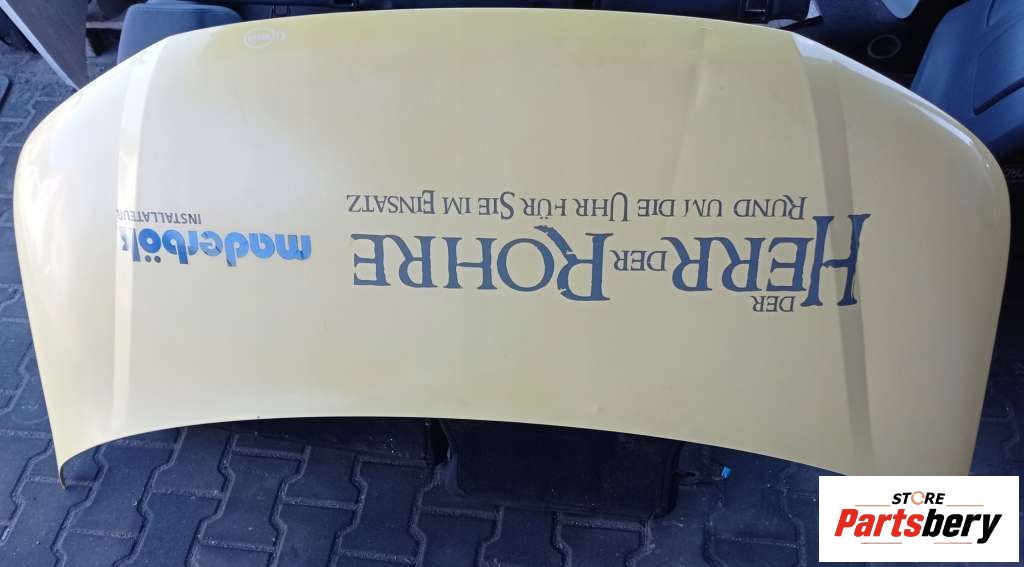 DER
HERR DER ROHRE
RUND UM DIE UHR FÜR SIE IM EINSATZ
maderböck
INSTALLATEUR
STORE
Partsbery